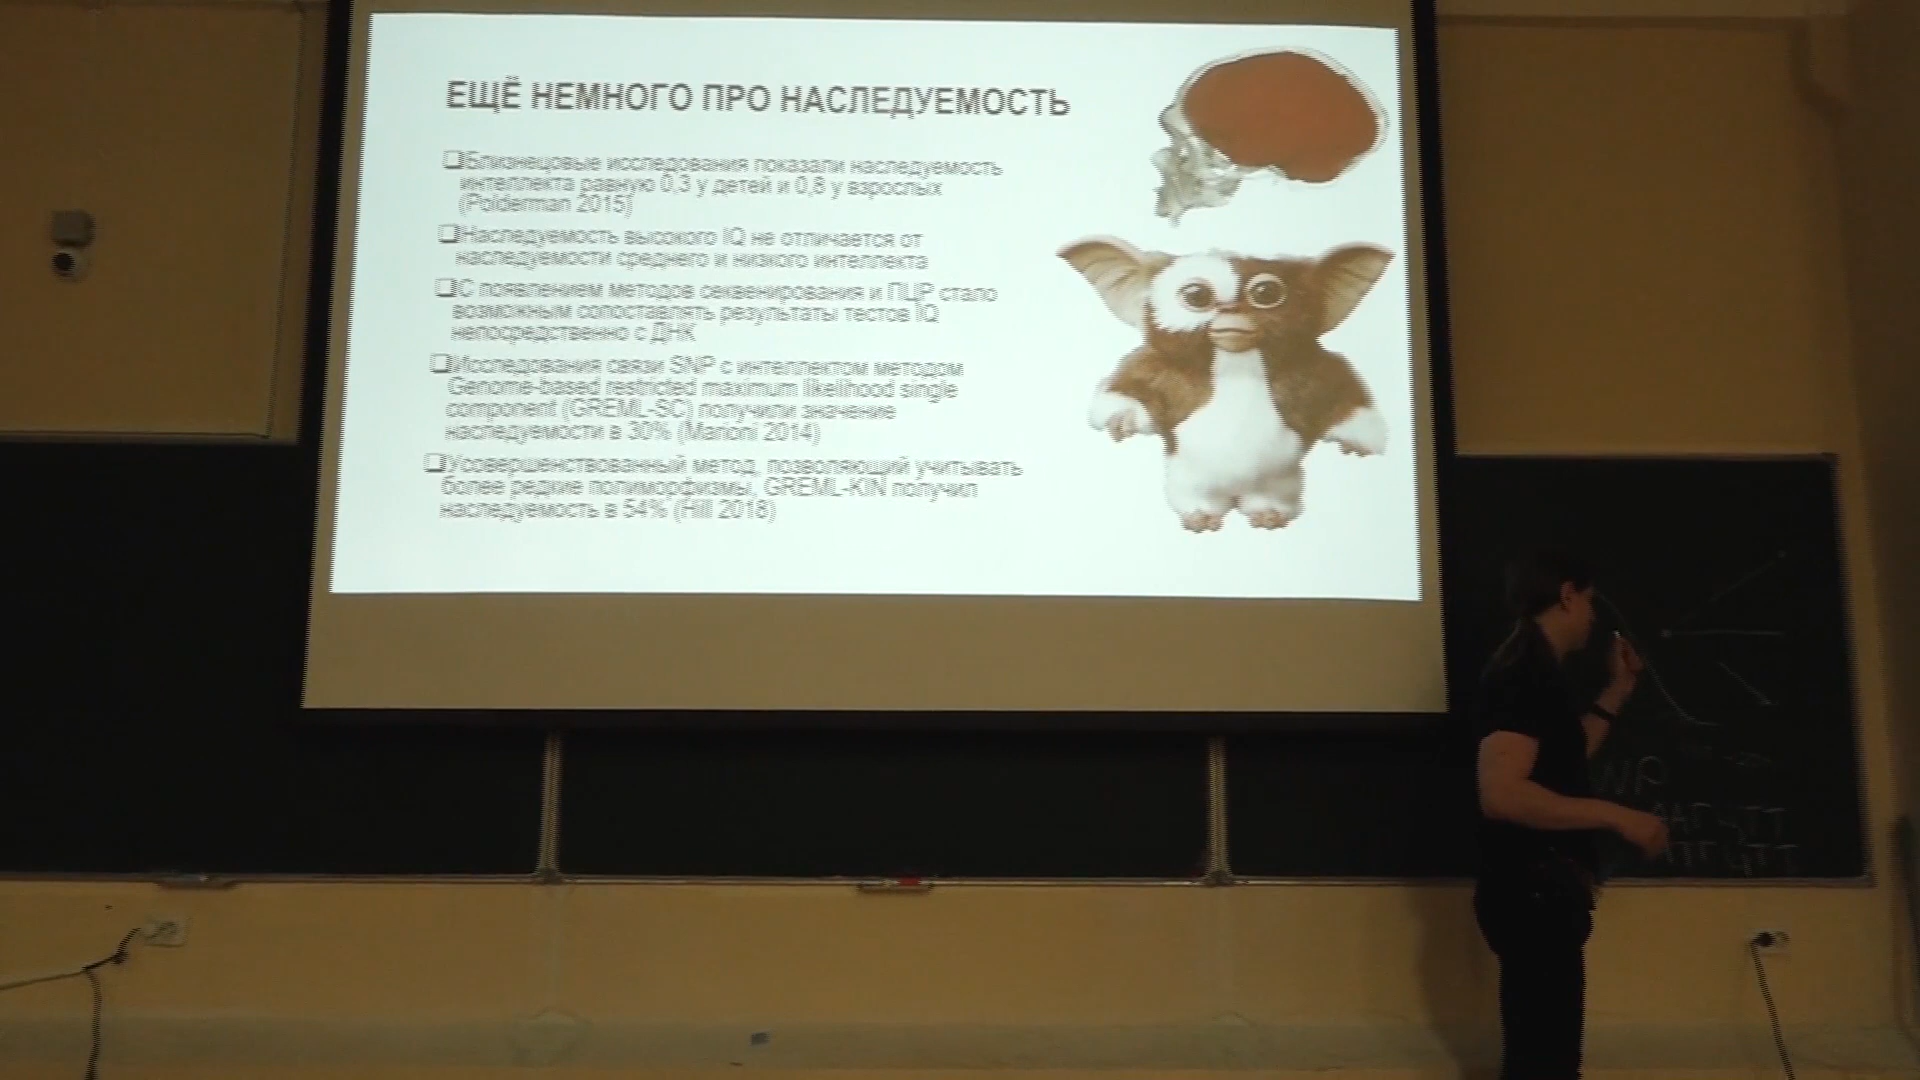 ЕЩЁ НЕМНОГО ПРО НАСЛЕДУЕМОСТЬ
Близнецовые исследования показали наследуемость
интеллекта равную 0,3 у детей и 0,8 у взрослых
(Polderman 2015)
Наследуемость высокого IQ не отличается от
наследуемости среднего и низкого интеллекта
С появлением методов секвенирования и ПЦР стало
возможным сопоставлять результаты тестов IQ
непосредственно с ДНК
Исследования связи SNP с интеллектом методом
Genome-based restricted maximum likelihood single
component (GREML-SC) получили значение
наследуемости в 30% (Marioni 2014)
Усовершенствованный метод, позволяющий учитывать
более редкие полиморфизмы, GREML-KIN получил
наследуемость в 54% (Hill 2018)